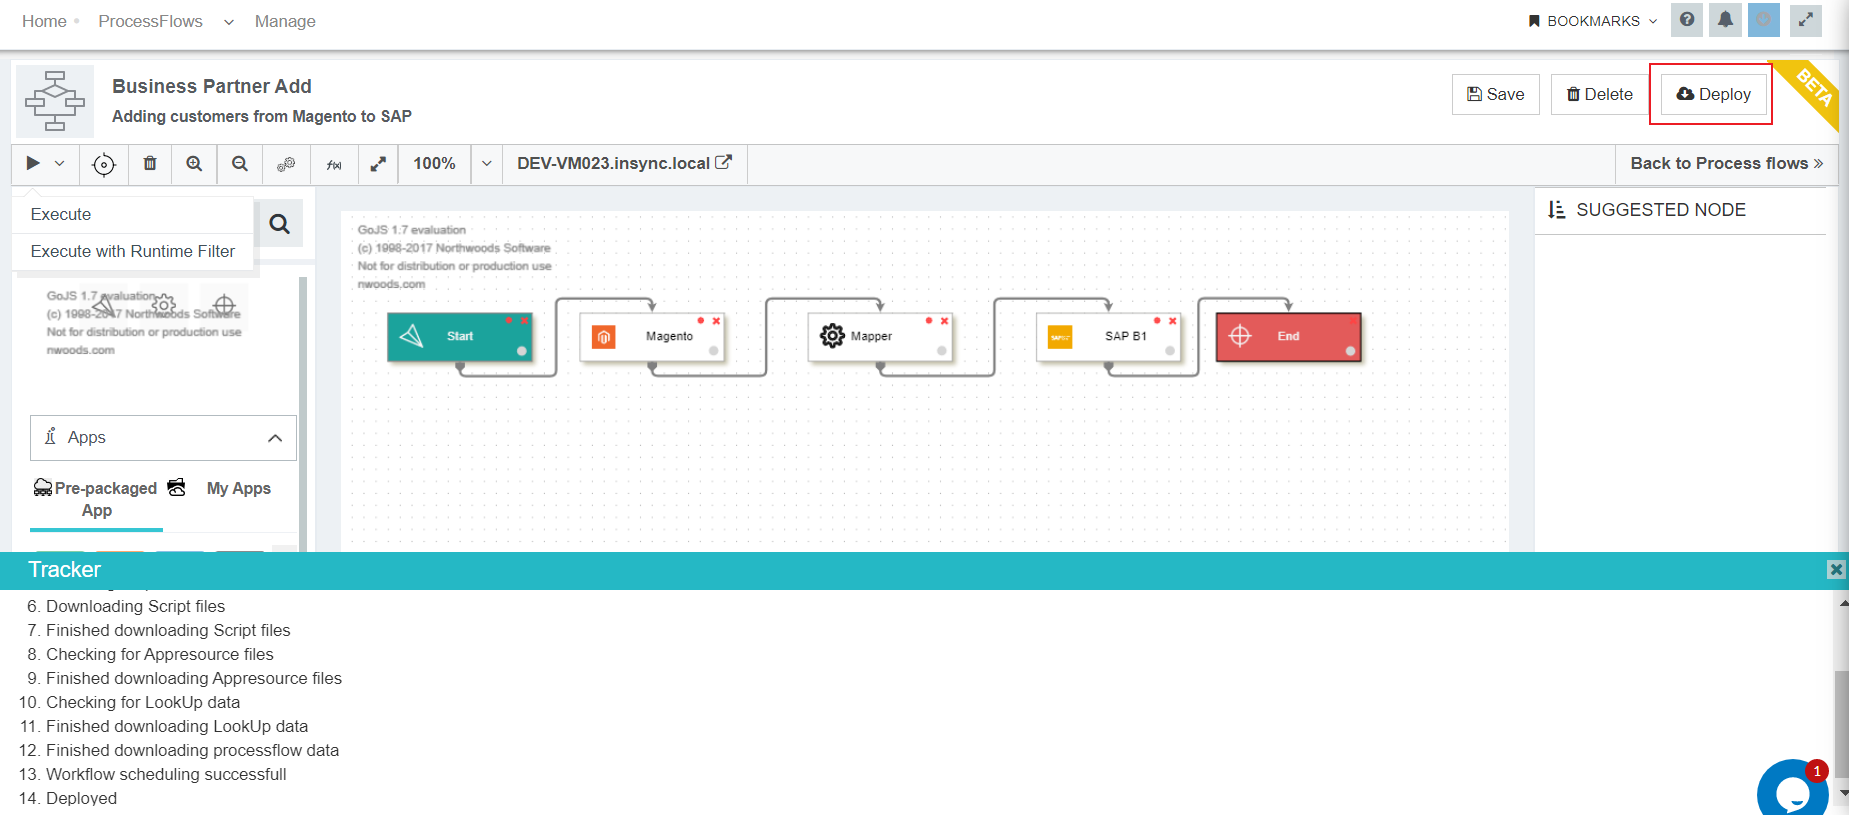 Home ProcessFlows Manage
BOOKMARKS
Business Partner Add
Adding customers from Magento to SAP
Save Delete Deploy
BETA
f(x) 100% DEV-VM023.insync.local Back to Process flows »
Execute
Execute with Runtime Filter
SUGGESTED NODE
GoJS 1.7 evaluation
(c) 1998-2017 Northwoods Software
Not for distribution or production use
nwoods.com
GoJS 1.7 evaluation
(c) 1998-2017 Northwoods Software
Not for distribution or production use
nwoods.com
Start Magento Mapper SAP B1 End
Apps
Pre-packaged App
My Apps
Tracker
6. Downloading Script files
7. Finished downloading Script files
8. Checking for Appresource files
9. Finished downloading Appresource files
10. Checking for LookUp data
11. Finished downloading LookUp data
12. Finished downloading processflow data
13. Workflow scheduling successfull
14. Deployed
1